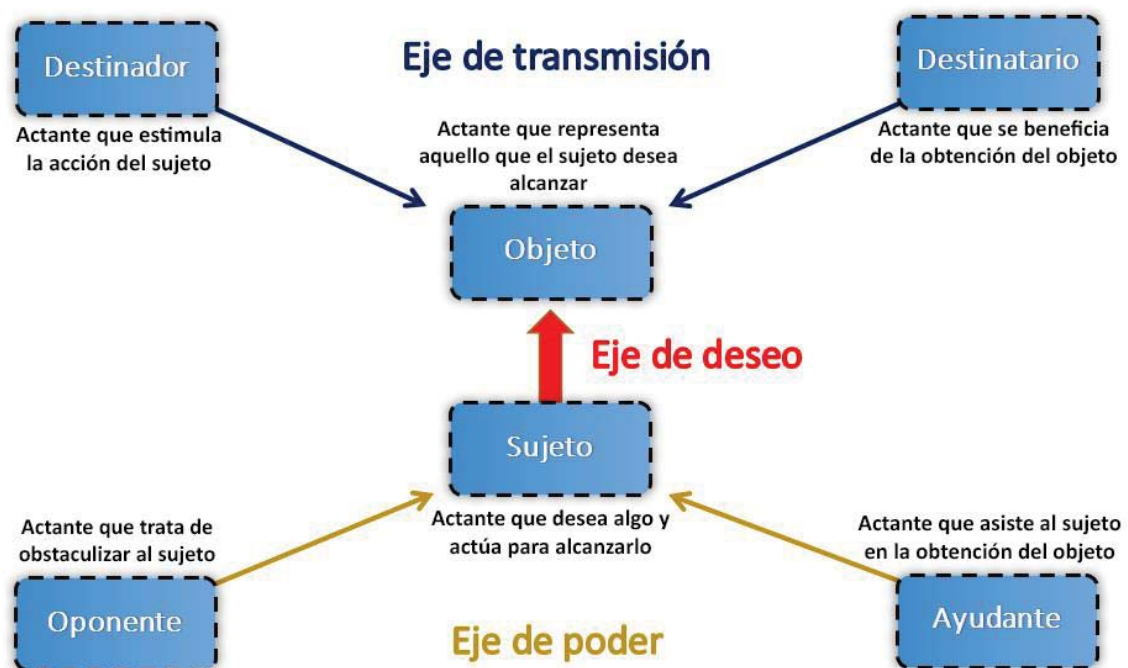 Destinador
Eje de transmisión
Destinatario
Actante que estimula
la acción del sujeto
Actante que representa
aquello que el sujeto desea
alcanzar
Actante que se beneficia
de la obtención del objeto
Objeto
Eje de deseo
Sujeto
Actante que desea algo y
actúa para alcanzarlo
Actante que trata de
obstaculizar al sujeto
Actante que asiste al sujeto
en la obtención del objeto
Oponente
Eje de poder
Ayudante